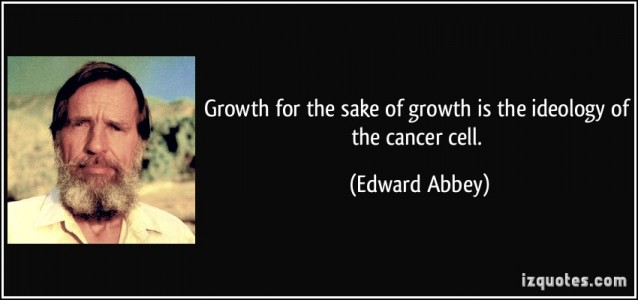 Growth for the sake of growth is the ideology of
the cancer cell.
(Edward Abbey)
izquotes.com